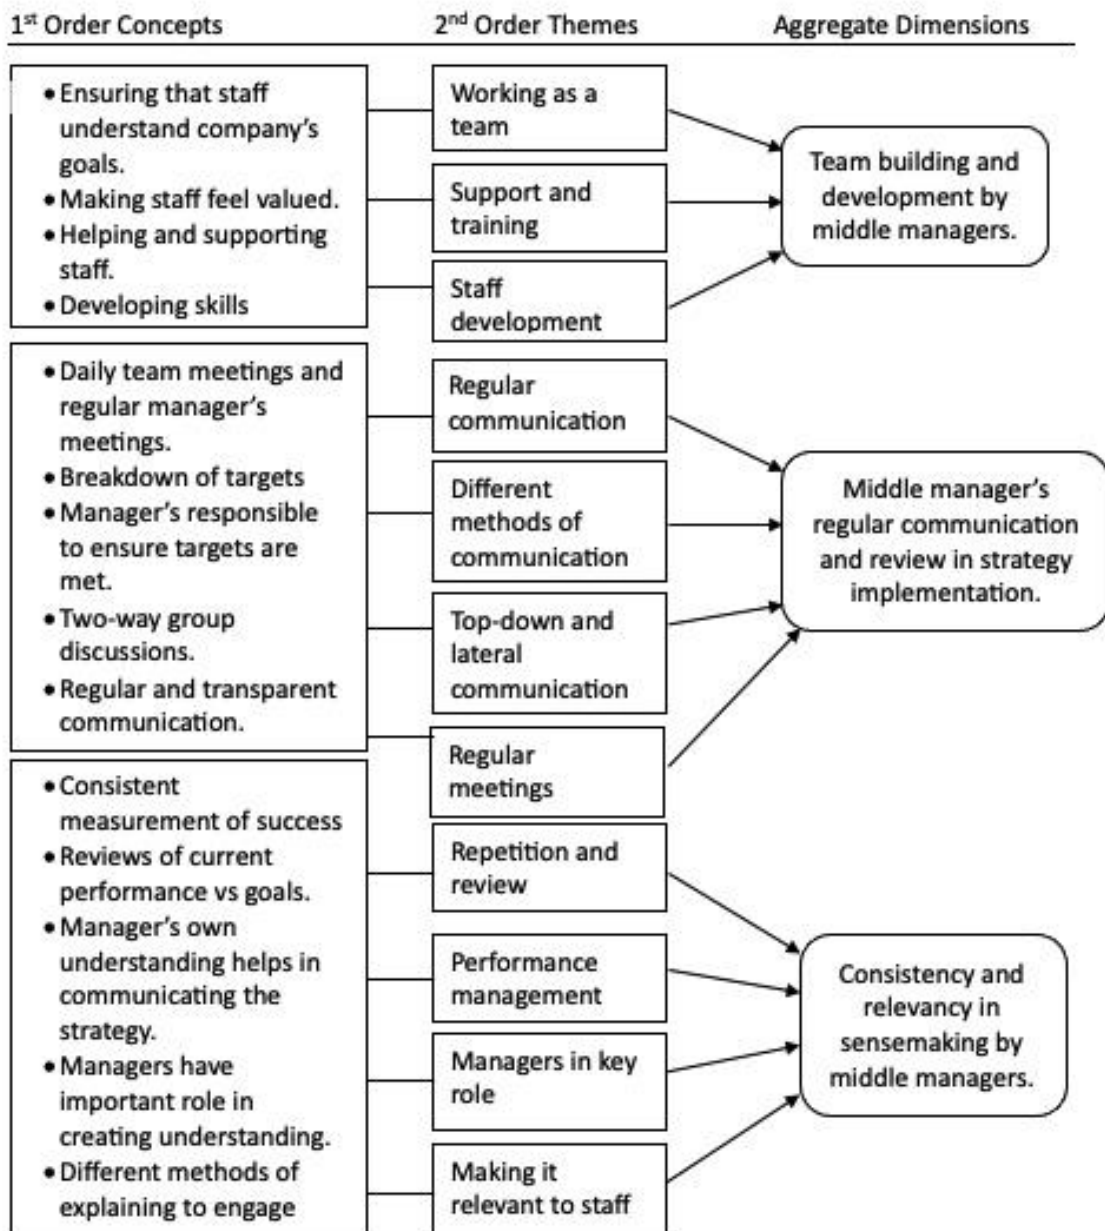 1st Order Concepts
2nd Order Themes
Aggregate Dimensions
• Ensuring that staff
understand company's
goals.
• Making staff feel valued.
• Helping and supporting
staff.
• Developing skills
Working as a
team
Support and
training
Staff
development
Team building and
development by
middle managers.
• Daily team meetings and
regular manager's
meetings.
• Breakdown of targets
• Manager's responsible
to ensure targets are
met.
• Two-way group
discussions.
• Regular and transparent
communication.
Regular
communication
Different
methods of
communication
Top-down and
lateral
communication
Regular
meetings
Middle manager's
regular communication
and review in strategy
implementation.
• Consistent
measurement of success
• Reviews of current
performance vs goals.
• Manager's own
understanding helps in
communicating the
strategy.
• Managers have
important role in
creating understanding.
• Different methods of
explaining to engage
Repetition and
review
Performance
management
Managers in key
role
Making it
relevant to staff
Consistency and
relevancy in
sensemaking by
middle managers.